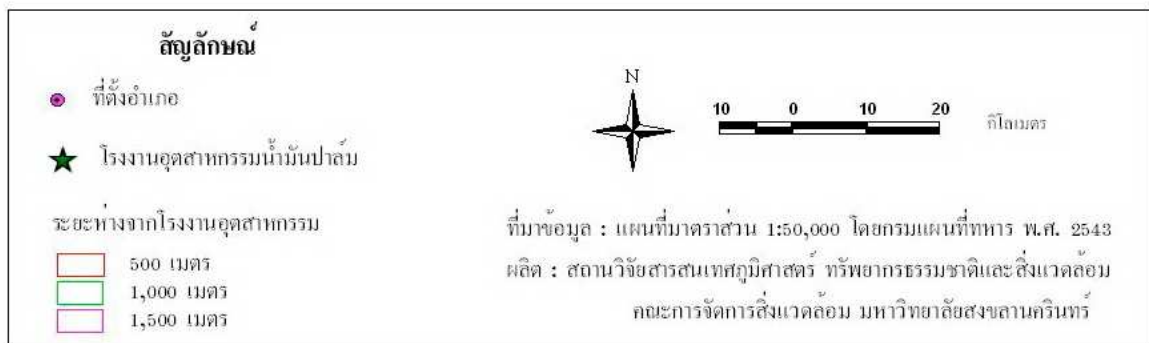 สัญลักษณ์
ที่ตั้งอำเภอ
โรงงานอุตสาหกรรมน้ำมันปาล์ม
ระยะห่างจากโรงงานอุตสาหกรรม
500 เมตร
1,000 เมตร
1,500 เมตร
N
10 0 10 20
กิโลเมตร
ที่มาข้อมูล : แผนที่มาตราส่วน 1:50,000 โดยกรมแผนที่ทหาร พ.ศ. 2543
ผลิต : สถานวิจัยสารสนเทศภูมิศาสตร์ ทรัพยากรธรรมชาติและสิ่งแวดล้อม
คณะการจัดการสิ่งแวดล้อม มหาวิทยาลัยสงขลานครินทร์